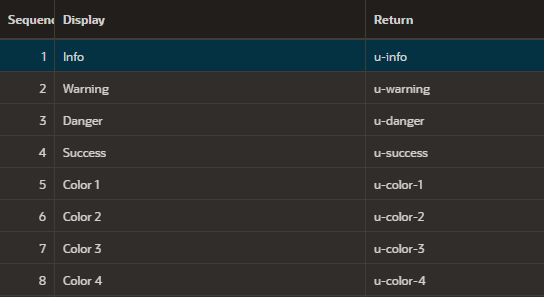 Sequenc Display Return
1 Info u-info
2 Warning u-warning
3 Danger u-danger
4 Success u-success
5 Color 1 u-color-1
6 Color 2 u-color-2
7 Color 3 u-color-3
8 Color 4 u-color-4